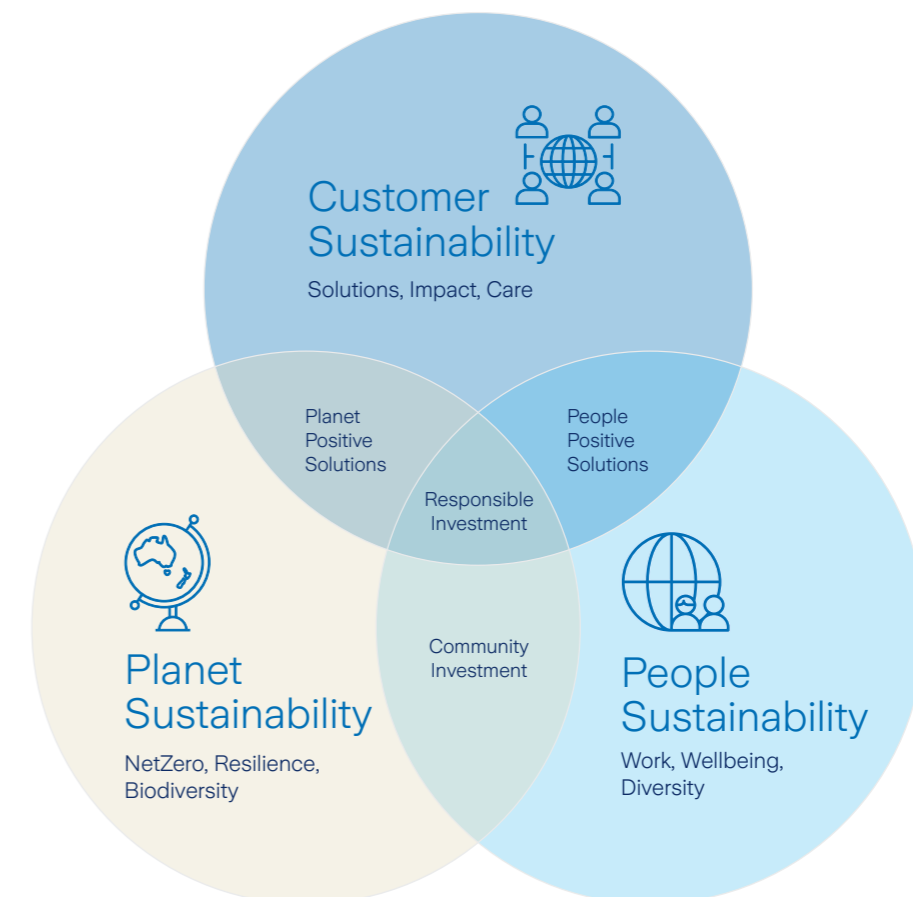 Customer
Sustainability
Solutions, Impact, Care
Planet
Positive
Solutions
People
Positive
Solutions
Responsible
Investment
Community
Investment
Planet
Sustainability
NetZero, Resilience,
Biodiversity
People
Sustainability
Work, Wellbeing,
Diversity